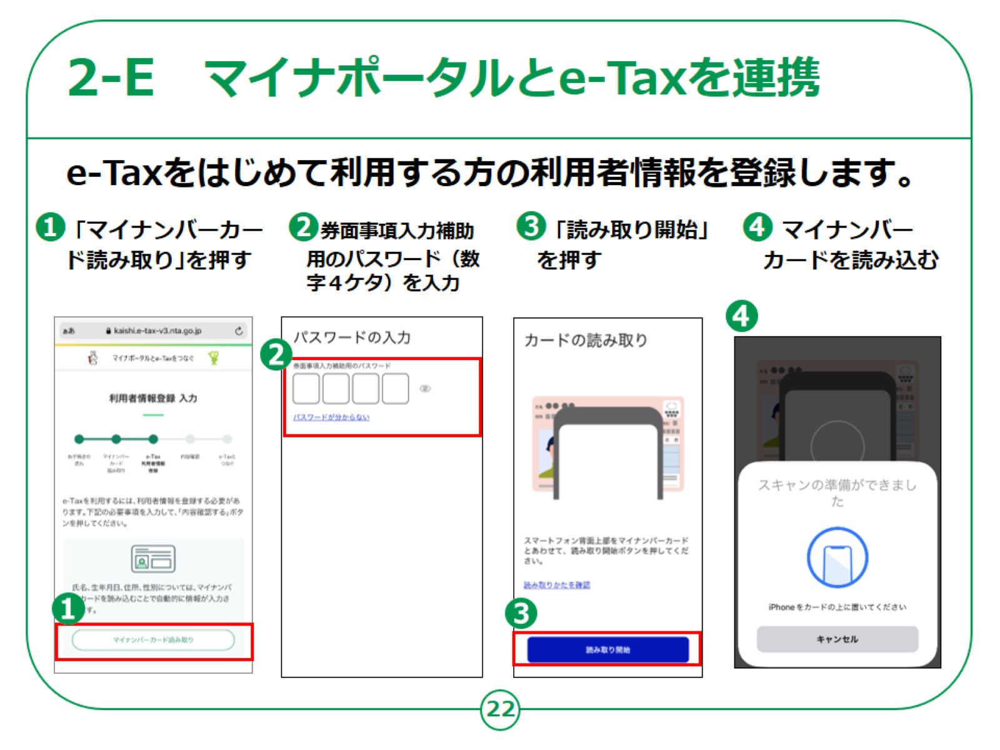 2-E　マイナポータルとe-Taxを連携
e-Taxをはじめて利用する方の利用者情報を登録します。
❶「マイナンバーカー
ド読み取り」を押す
❷券面事項入力補助
用のパスワード（数
字４ケタ）を入力
❸「読み取り開始」
を押す
❹ マイナンバー
カードを読み込む
ぁあ kaishi.e-tax-v3.nta.go.jp
マイナポータルとe-Taxをつなぐ
利用者情報登録 入力
お手続きの
流れ
マイナンバー
カード
読み取り
e-Tax
利用者情報
登録
内容確認
e-Taxと
つなぐ
e-Taxを利用するには、利用者情報を登録する必要があ
ります。下記の必要事項を入力して、「内容確認する」ボタ
ンを押してください。
氏名、生年月日、住所、性別については、マイナンバ
カードを読み込むことで自動的に情報が入力さ
す。
❶
マイナンバーカード読み取り
❷
パスワードの入力
券面事項入力補助用のパスワード
パスワードが分からない
カードの読み取り
スマートフォン背面上部をマイナンバーカード
とあわせて、読み取り開始ボタンを押してくだ
さい。
読み取りかたを確認
❸
読み取り開始
❹
スキャンの準備ができまし
た
iPhoneをカードの上に置いてください
キャンセル
22